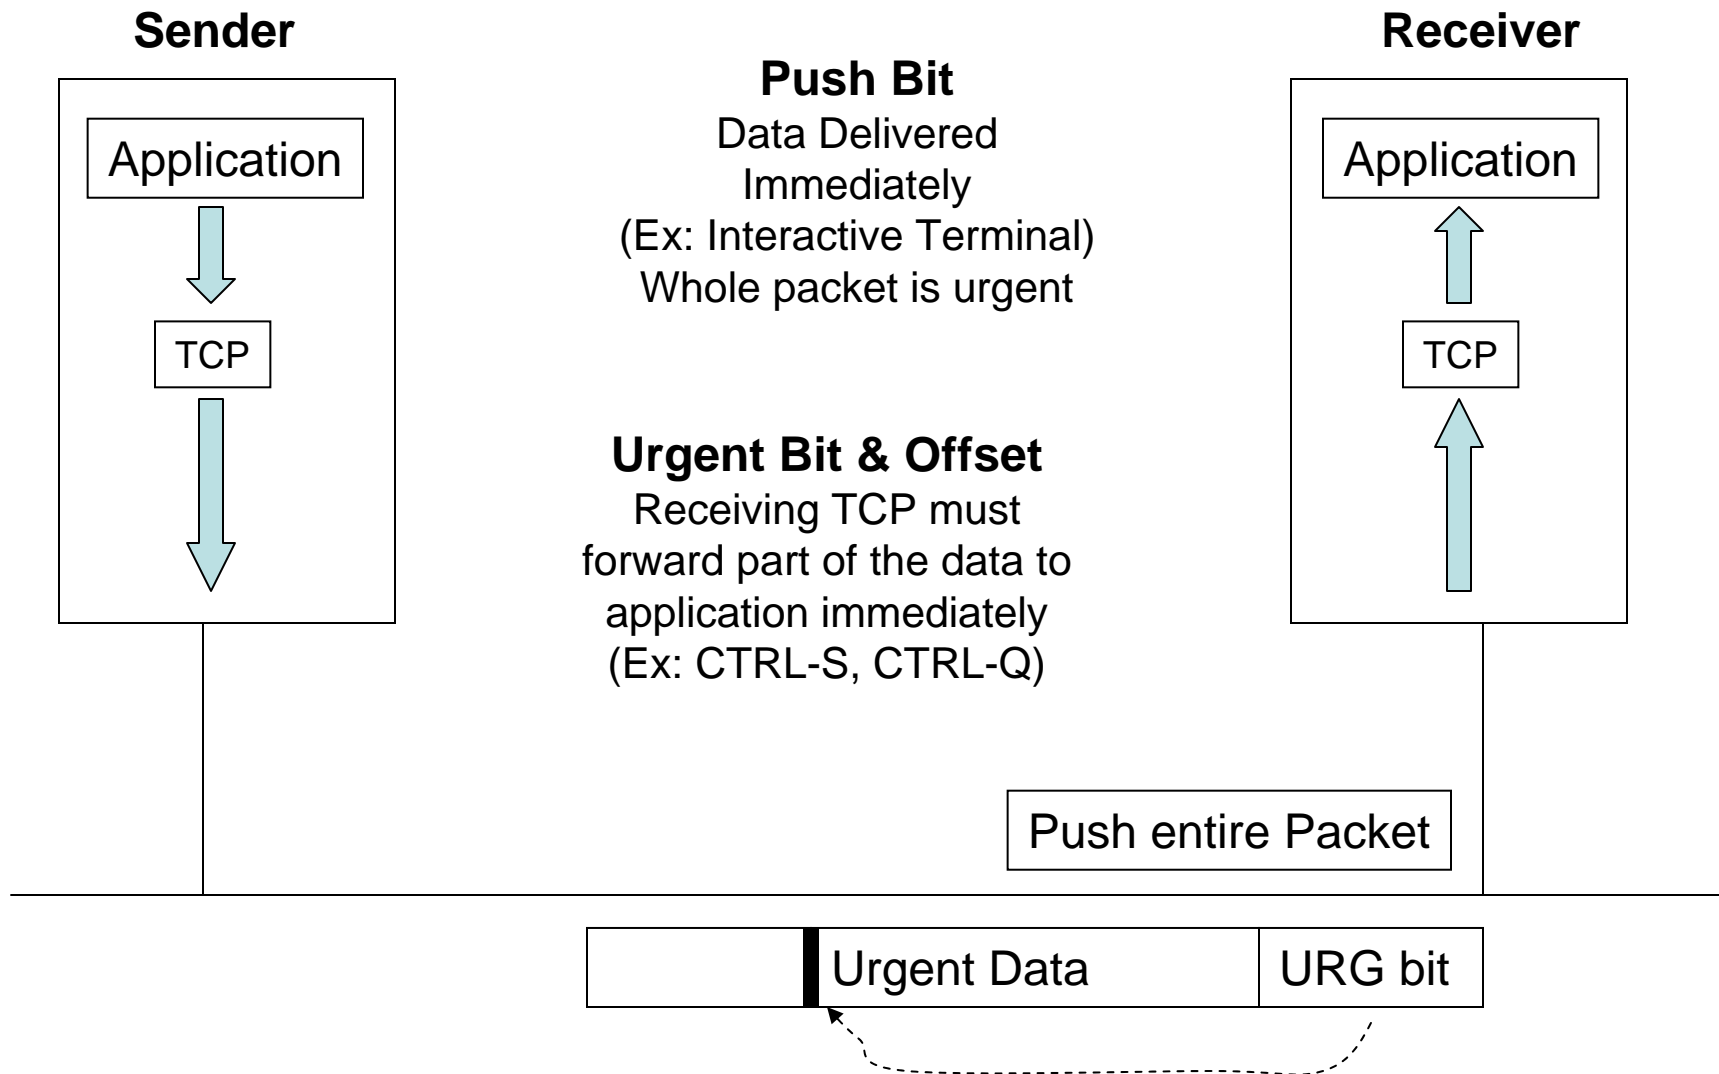 Sender
Application
TCP
Push Bit
Data Delivered
Immediately
(Ex: Interactive Terminal)
Whole packet is urgent
Urgent Bit & Offset
Receiving TCP must
forward part of the data to
application immediately
(Ex: CTRL-S, CTRL-Q)
Receiver
Application
TCP
Push entire Packet
Urgent Data
URG bit